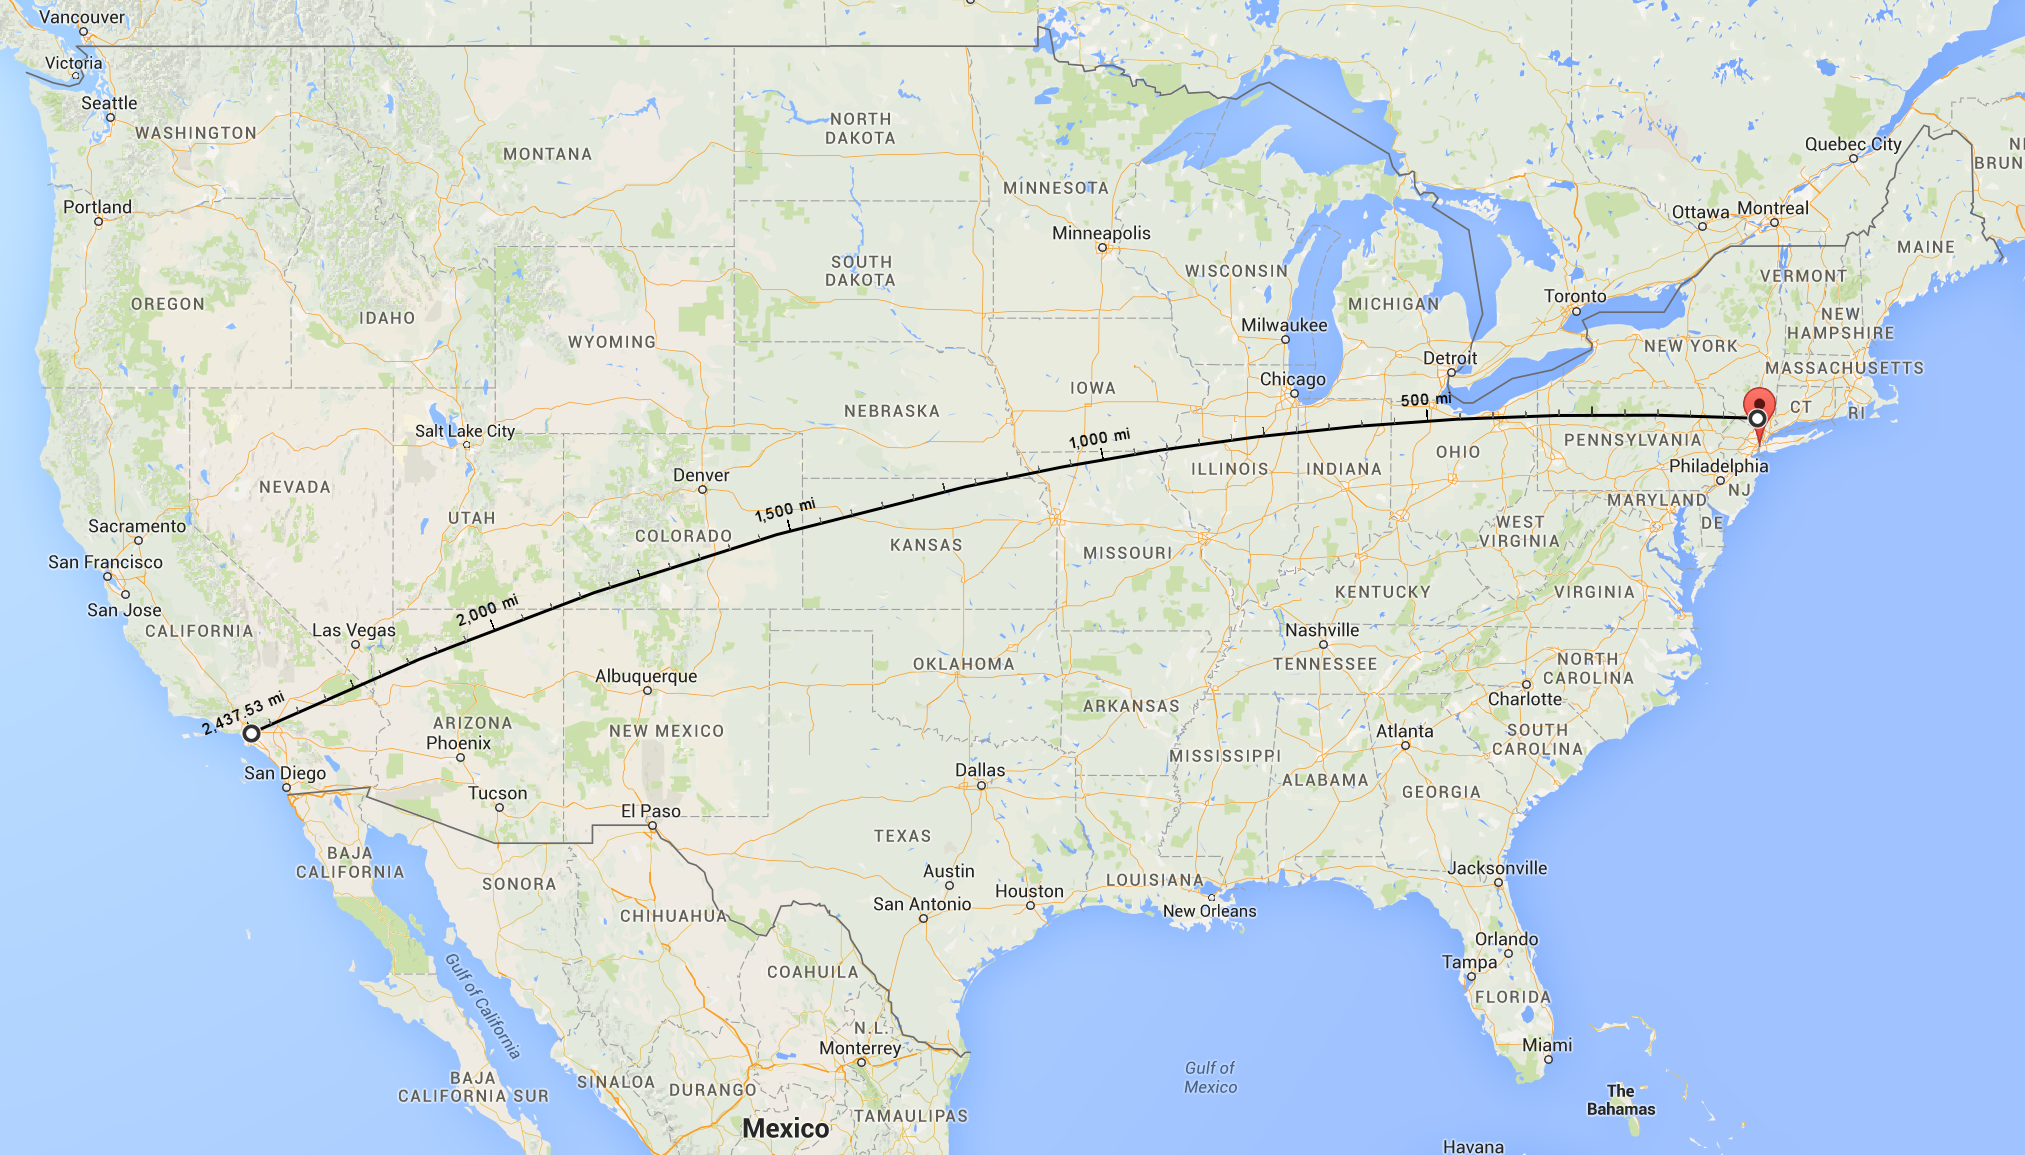 Vancouver
Victoria
Seattle
WASHINGTON
Portland
OREGON
IDAHO
MONTANA
NORTH
DAKOTA
SOUTH
DAKOTA
WYOMING
NEBRASKA
MINNESOTA
Minneapolis
WISCONSIN
Milwaukee
Chicago
MICHIGAN
Detroit
IOWA
Toronto
Ottawa
Montreal
Quebec City
N
BRUN
MAINE
VERMONT
NEW
HAMPSHIRE
NEW YORK
MASSACHUSETTS
CT
RI
500 mi
1,000 mi
1,500 mi
2,000 mi
2,437.53 mi
PENNSYLVANIA
Philadelphia
NJ
MARYLAND
DE
OHIO
INDIANA
ILLINOIS
WEST
VIRGINIA
VIRGINIA
KENTUCKY
Salt Lake City
NEVADA
UTAH
Denver
COLORADO
KANSAS
MISSOURI
Sacramento
San Francisco
San Jose
CALIFORNIA
Las Vegas
Nashville
TENNESSEE
NORTH
CAROLINA
Charlotte
SOUTH
CAROLINA
Albuquerque
NEW MEXICO
OKLAHOMA
ARKANSAS
ARIZONA
Phoenix
Tucson
San Diego
El Paso
Dallas
TEXAS
Austin
San Antonio
Houston
LOUISIANA
New Orleans
MISSISSIPPI
ALABAMA
Atlanta
GEORGIA
Jacksonville
Orlando
Tampa
FLORIDA
Miami
BAJA
CALIFORNIA
SONORA
CHIHUAHUA
COAHUILA
Gulf of California
N.L.
Monterrey
BAJA
CALIFORNIA SUR
SINALOA
DURANGO
TAMAULIPAS
Mexico
Gulf of
Mexico
The
Bahamas
Havana